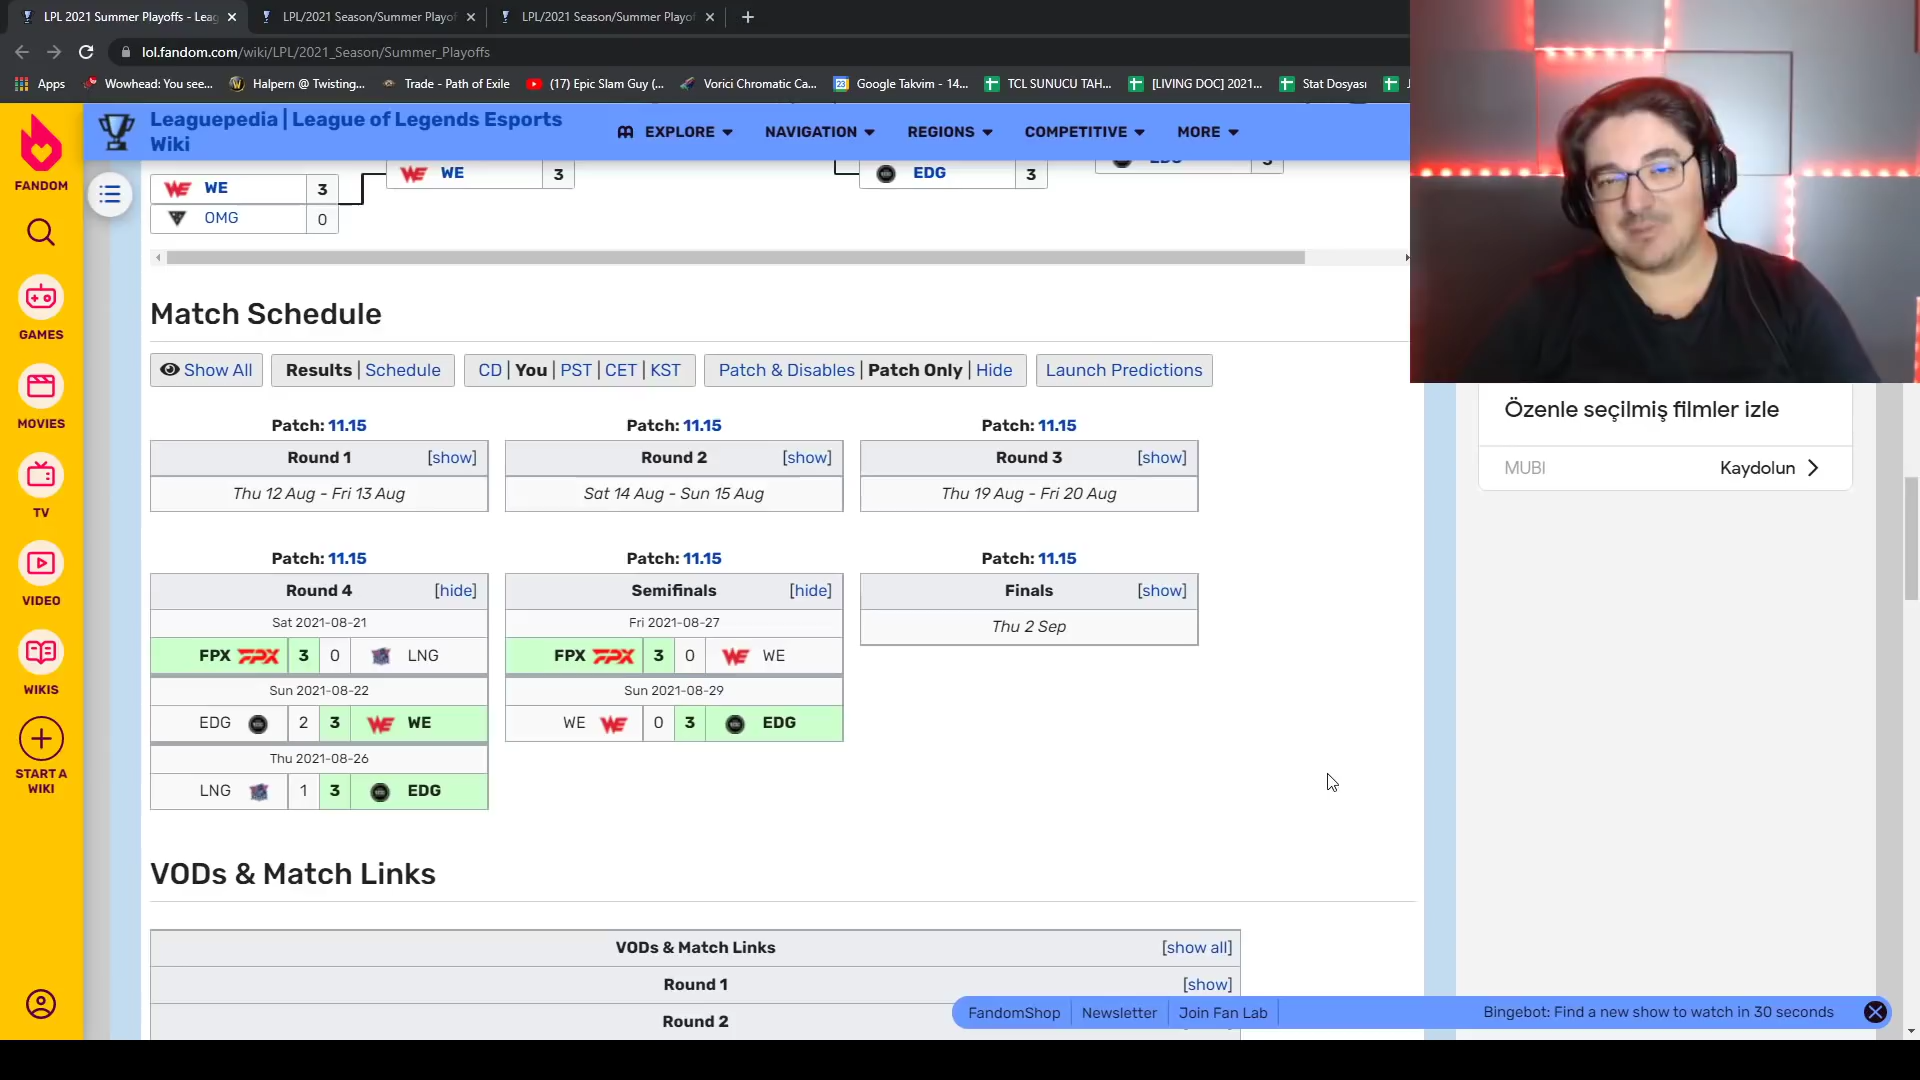 LPL 2021 Summer Playoffs - Leag
LPL/2021 Season/Summer Playof
LPL/2021 Season/Summer Playof
lol.fandom.com/wiki/LPL/2021_Season/Summer_Playoffs
Apps
Wowhead: You see...
Halpern @ Twisting...
Trade - Path of Exile
(17) Epic Slam Guy (...
Vorici Chromatic Ca...
Google Takvim - 14...
TCL SUNUCU TAH...
[LIVING DOC] 2021...
Stat Dosyası
FANDOM
GAMES
MOVIES
TV
VIDEO
WIKIS
START A
WIKI
Leaguepedia | League of Legends Esports
Wiki
EXPLORE NAVIGATION REGIONS COMPETITIVE MORE
WE 3
OMG 0
WE 3
EDG 3
EDG 3
Match Schedule
Show All
Results | Schedule
CD | You | PST | CET | KST
Patch & Disables | Patch Only | Hide
Launch Predictions
Patch: 11.15
Round 1 [show]
Thu 12 Aug - Fri 13 Aug
Patch: 11.15
Round 2 [show]
Sat 14 Aug - Sun 15 Aug
Patch: 11.15
Round 3 [show]
Thu 19 Aug - Fri 20 Aug
Patch: 11.15
Round 4 [hide]
Sat 2021-08-21
FPX FPX 3 0 LNG
Sun 2021-08-22
EDG 2 3 WE WE
Thu 2021-08-26
LNG 1 3 EDG
Patch: 11.15
Semifinals [hide]
Fri 2021-08-27
FPX FPX 3 0 WE WE
Sun 2021-08-29
WE WE 0 3 EDG
Patch: 11.15
Finals [show]
Thu 2 Sep
VODs & Match Links
VODs & Match Links [show all]
Round 1 [show]
Round 2
Özenle seçilmiş filmler izle
MUBI
Kaydolun
FandomShop
Newsletter
Join Fan Lab
Bingebot: Find a new show to watch in 30 seconds